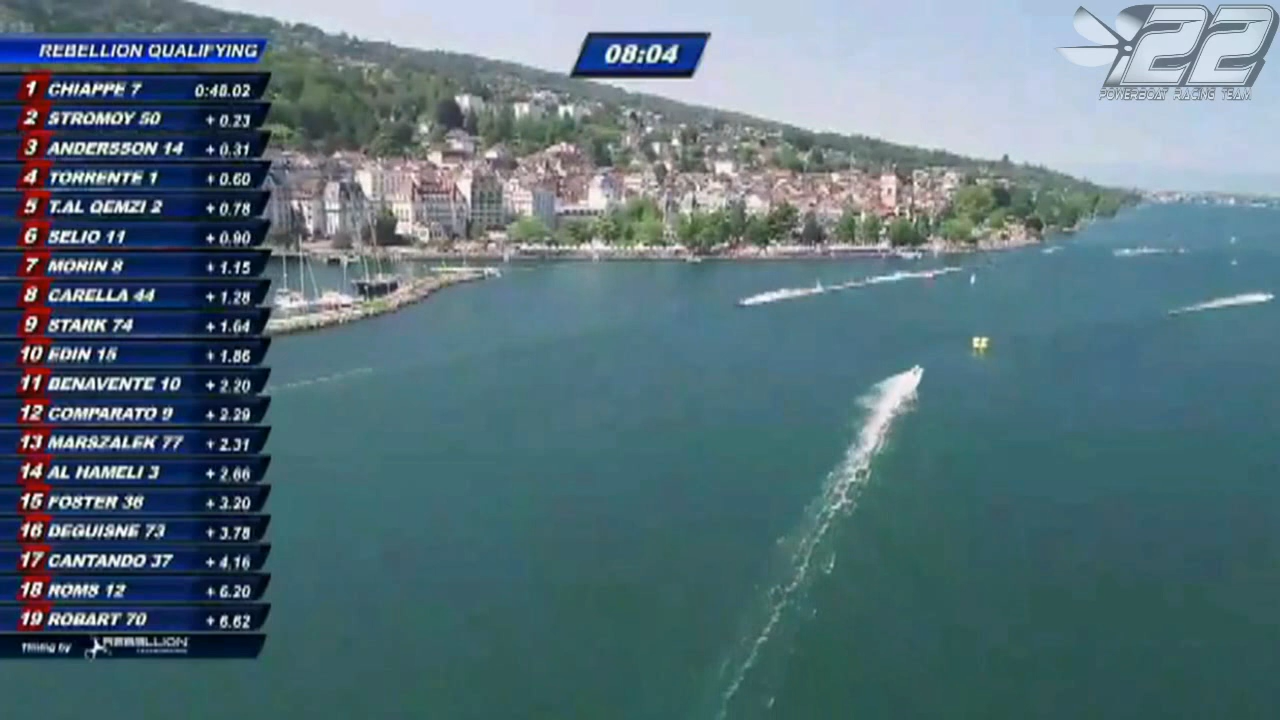 REBELLION QUALIFYING
1 CHIAPPE 7 0:48.02
2 STROMOY 50 + 0.23
3 ANDERSSON 14 + 0.31
4 TORRENTE 1 + 0.60
5 T.AL QEMZI 2 + 0.78
6 SELIO 11 + 0.90
7 MORIN 8 + 1.15
8 CARELLA 44 + 1.28
9 STARK 74 + 1.64
10 EDIN 15 + 1.86
11 BENAVENTE 10 + 2.20
12 COMPARATO 9 + 2.29
13 MARSZALEK 77 + 2.31
14 AL HAMELI 3 + 2.66
15 FOSTER 36 + 3.20
16 DEGUISNE 73 + 3.78
17 CANTANDO 37 + 4.16
18 ROMS 12 + 6.20
19 ROBART 70 + 6.62
Timing by REBELLION
08:04
22
POWERBOAT RACING TEAM